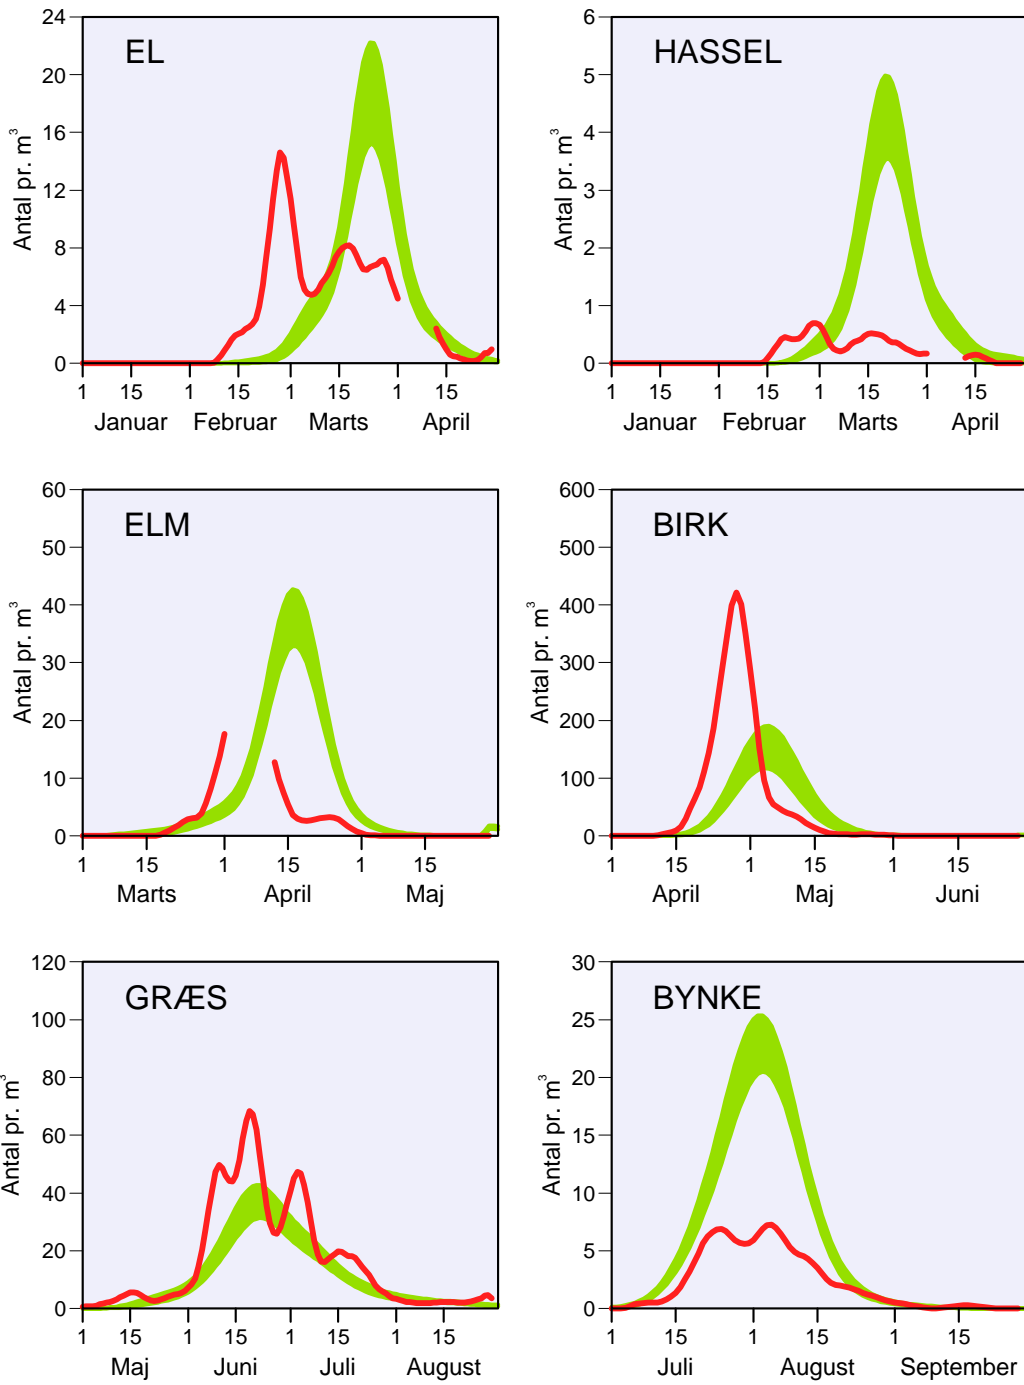 EL
Antal pr. m³
24
20
16
12
8
4
0
1 15 1 15 1 15 1 15
Januar Februar Marts April
HASSEL
Antal pr. m³
6
5
4
3
2
1
0
1 15 1 15 1 15 1 15
Januar Februar Marts April
ELM
Antal pr. m³
60
50
40
30
20
10
0
1 15 1 15 1 15
Marts April Maj
BIRK
Antal pr. m³
600
500
400
300
200
100
0
15 1 15 1 15
1
April Maj Juni
GRÆS
Antal pr. m³
120
100
80
60
40
20
0
1 15 1 15 1 15 1 15
Maj Juni Juli August
BYNKE
Antal pr. m³
30
25
20
15
10
5
0
1 15 1 15 1 15
Juli August September